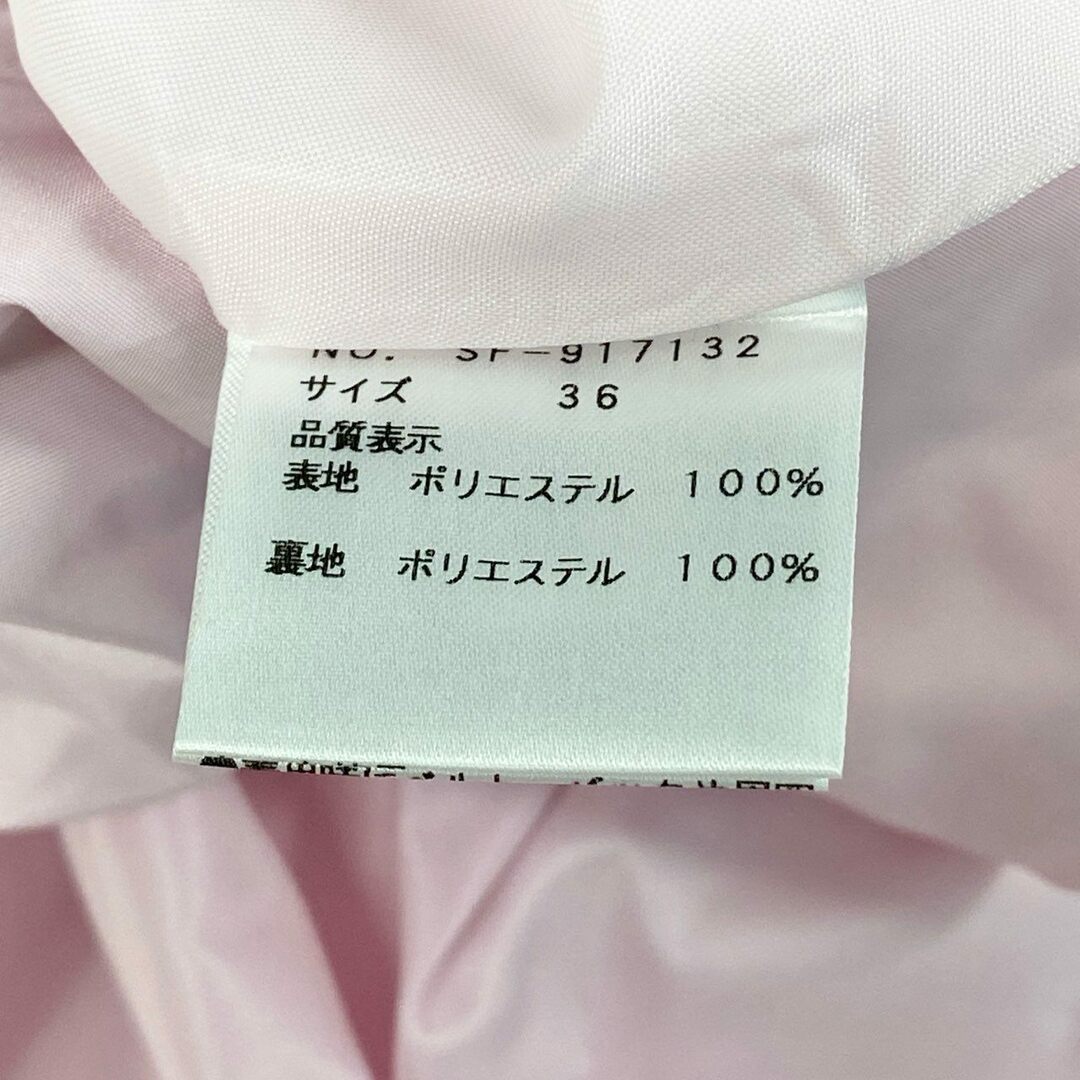 NO. SF-917132
サイズ 36
品質表示
表地 ポリエステル 100%
裏地 ポリエステル 100%